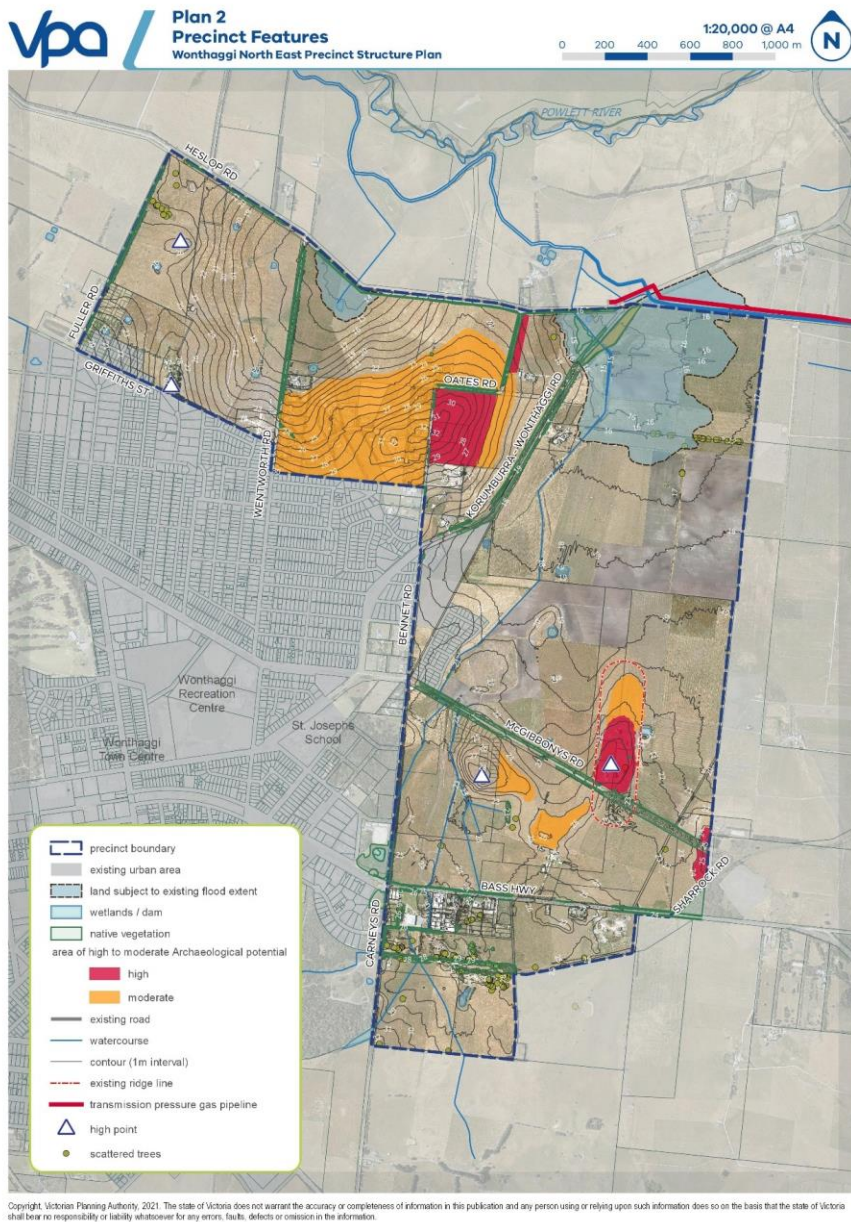 vpa
Plan 2
Precinct Features
Wonthaggi North East Precinct Structure Plan
1:20,000 @ A4
0 200 400 600 800 1,000 m
N
POWLETT RIVER
HESLOP RD
FULLER RD
GRIFFITHS ST
WENTWORTH RD
OATES RD
KORUMBURRA - WONTHAGGI RD
BENNET RD
Wonthaggi
Recreation
Centre
St. Josephs
School
Wonthaggi
Town Centre
McGIBBONYS RD
BASS HWY
SHARROCK RD
CARNEYS RD
precinct boundary
existing urban area
land subject to existing flood extent
wetlands / dam
native vegetation
area of high to moderate Archaeological potential
high
moderate
existing road
watercourse
contour (1m interval)
existing ridge line
transmission pressure gas pipeline
high point
scattered trees
Copyright, Victorian Planning Authority, 2021. The state of Victoria does not warrant the accuracy or completeness of information in this publication and any person using or relying upon such information does so on the basis that the state of Victoria
shall bear no responsibility or liability whatsoever for any errors, faults, defects or omission in the information.